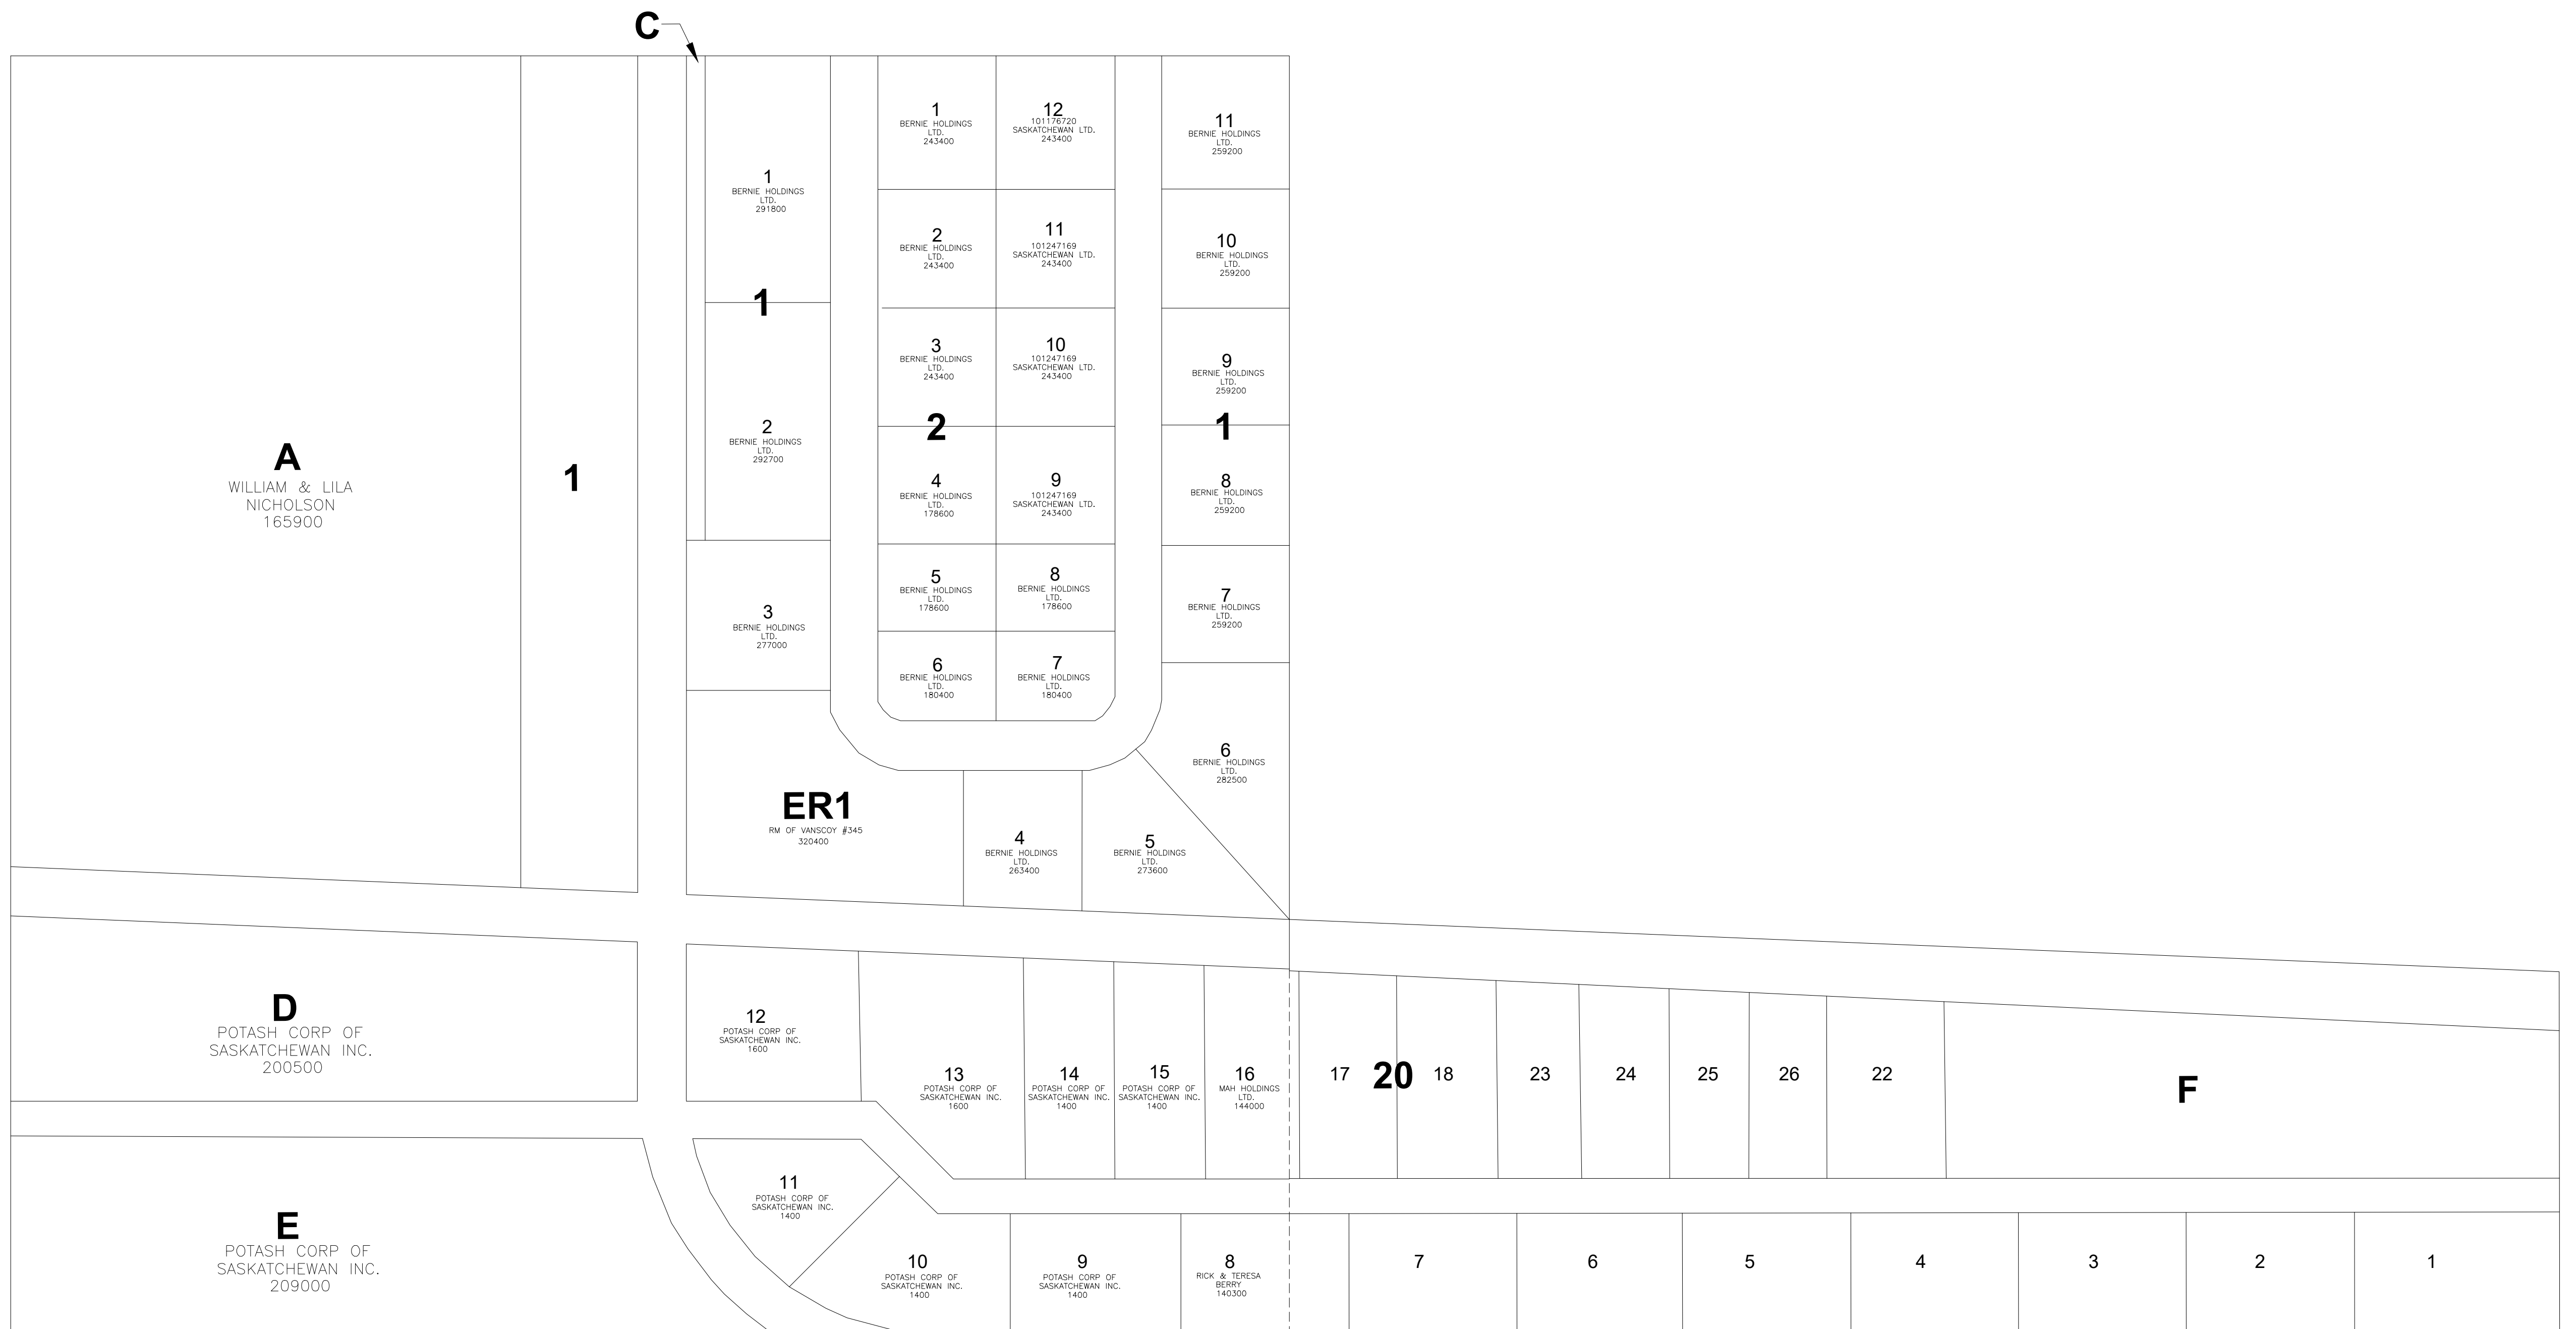 C
A
WILLIAM & LILA
NICHOLSON
165900
1
1
BERNIE HOLDINGS
LTD.
291800
1
2
BERNIE HOLDINGS
LTD.
292700
3
BERNIE HOLDINGS
LTD.
277000
1
BERNIE HOLDINGS
LTD.
243400
2
BERNIE HOLDINGS
LTD.
243400
3
BERNIE HOLDINGS
LTD.
243400
2
4
BERNIE HOLDINGS
LTD.
178600
5
BERNIE HOLDINGS
LTD.
178600
6
BERNIE HOLDINGS
LTD.
180400
12
101176720
SASKATCHEWAN LTD.
243400
11
101247169
SASKATCHEWAN LTD.
243400
10
101247169
SASKATCHEWAN LTD.
243400
9
101247169
SASKATCHEWAN LTD.
243400
8
BERNIE HOLDINGS
LTD.
178600
7
BERNIE HOLDINGS
LTD.
180400
11
BERNIE HOLDINGS
LTD.
259200
10
BERNIE HOLDINGS
LTD.
259200
9
BERNIE HOLDINGS
LTD.
259200
1
8
BERNIE HOLDINGS
LTD.
259200
7
BERNIE HOLDINGS
LTD.
259200
6
BERNIE HOLDINGS
LTD.
282500
ER1
RM OF VANSCOY #345
320400
4
BERNIE HOLDINGS
LTD.
263400
5
BERNIE HOLDINGS
LTD.
273600
D
POTASH CORP OF
SASKATCHEWAN INC.
200500
12
POTASH CORP OF
SASKATCHEWAN INC.
1600
13
POTASH CORP OF
SASKATCHEWAN INC.
1600
14
POTASH CORP OF
SASKATCHEWAN INC.
1400
15
POTASH CORP OF
SASKATCHEWAN INC.
1400
16
MAH HOLDINGS
LTD.
144000
17
20
18
23
24
25
26
22
F
E
POTASH CORP OF
SASKATCHEWAN INC.
209000
11
POTASH CORP OF
SASKATCHEWAN INC.
1400
10
POTASH CORP OF
SASKATCHEWAN INC.
1400
9
POTASH CORP OF
SASKATCHEWAN INC.
1400
8
RICK & TERESA
BERRY
140300
7
6
5
4
3
2
1